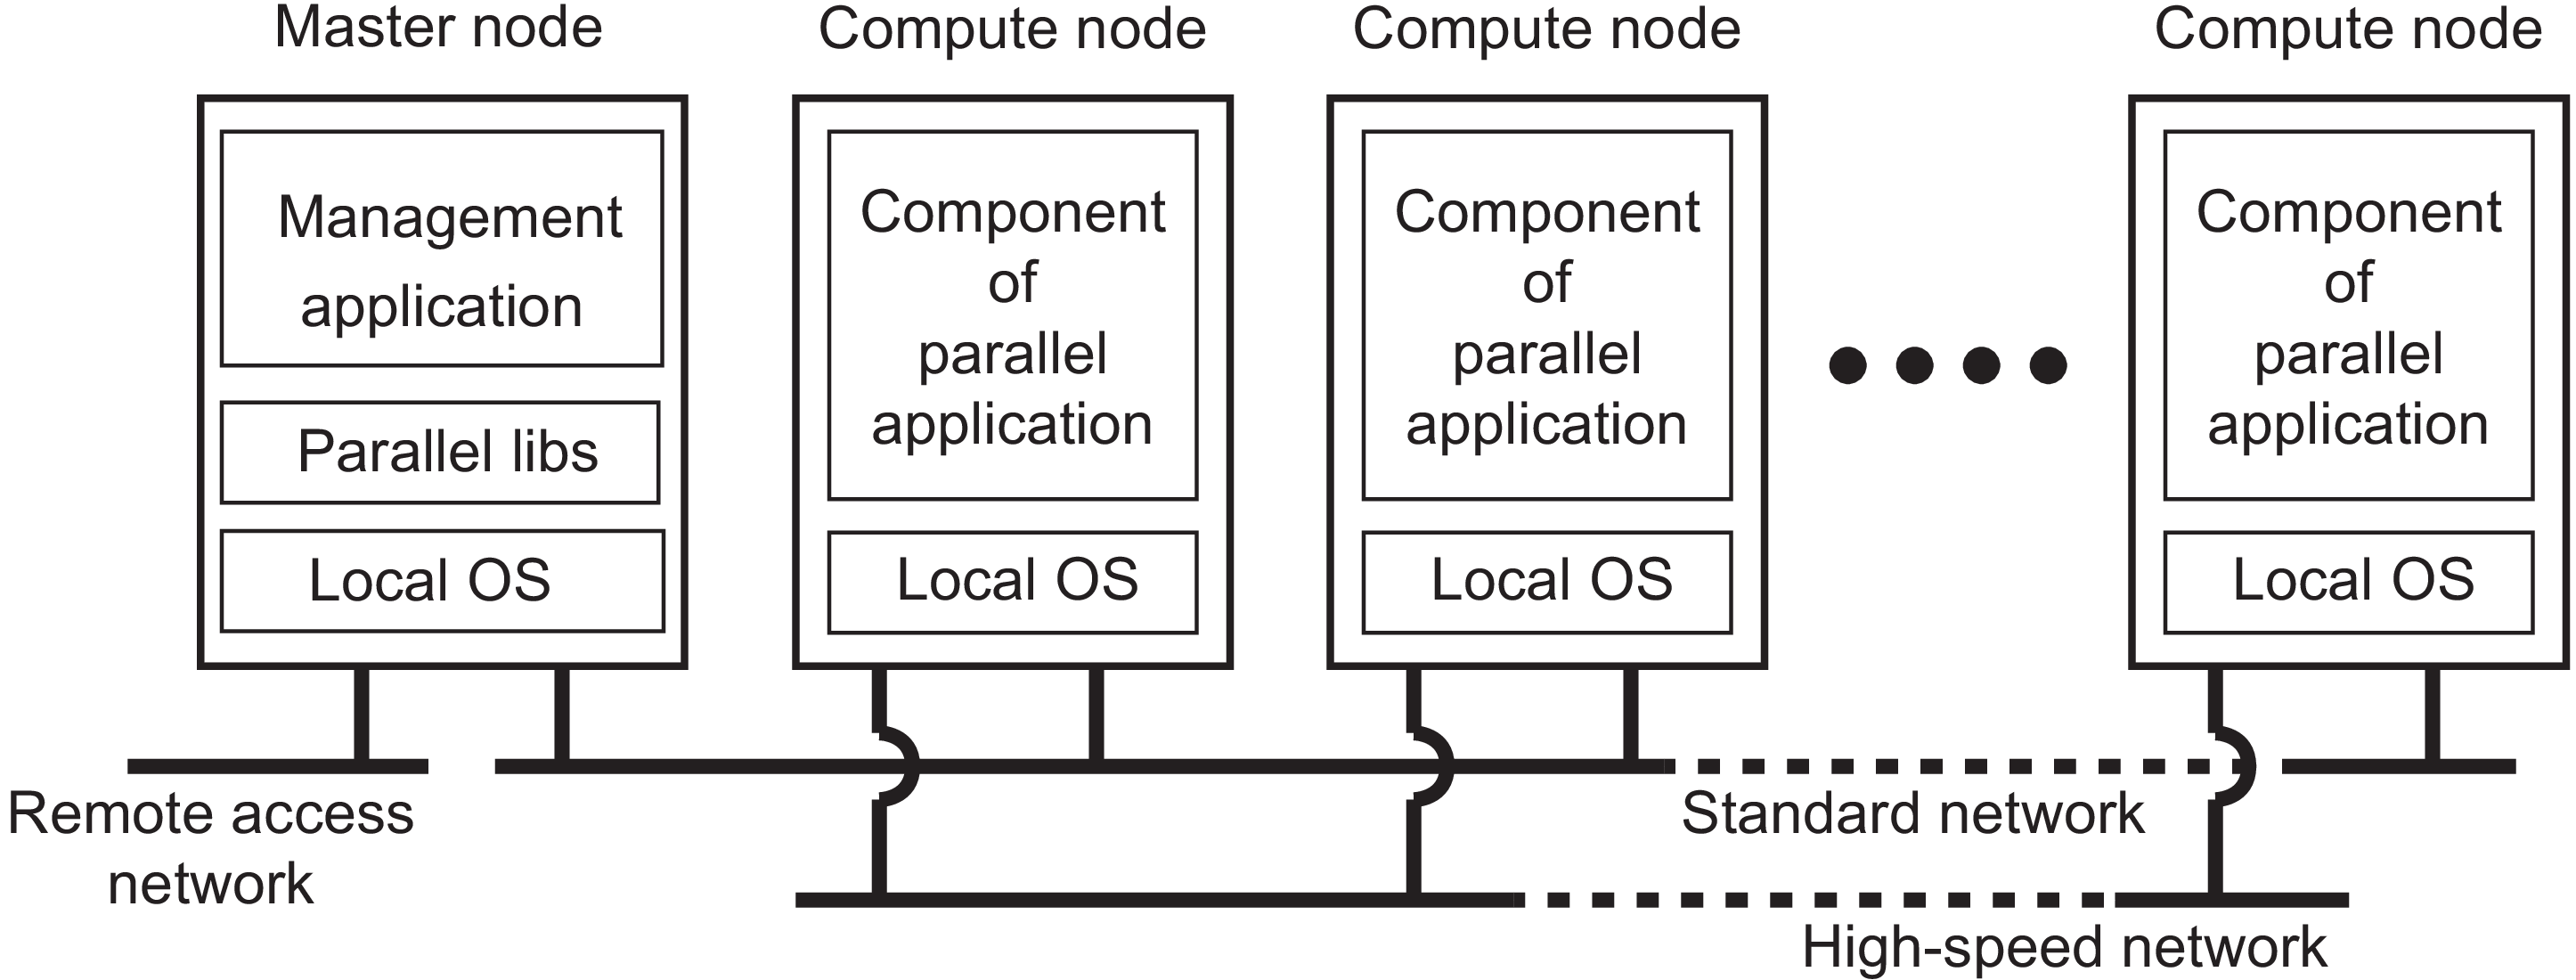 Master node
Compute node
Compute node
Compute node
Management
application
Parallel libs
Local OS
Component
of
parallel
application
Local OS
Component
of
parallel
application
Local OS
Component
of
parallel
application
Local OS
Remote access
network
Standard network
High-speed network